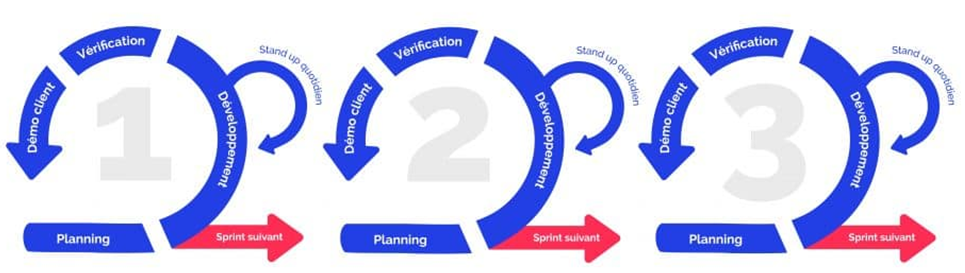 Vérification
Démo client
1
Stand up quotidien
Développement
Planning
Sprint suivant
Vérification
Démo client
2
Stand up quotidien
Développement
Planning
Sprint suivant
Vérification
Démo client
3
Stand up quotidien
Développement
Planning
Sprint suivant